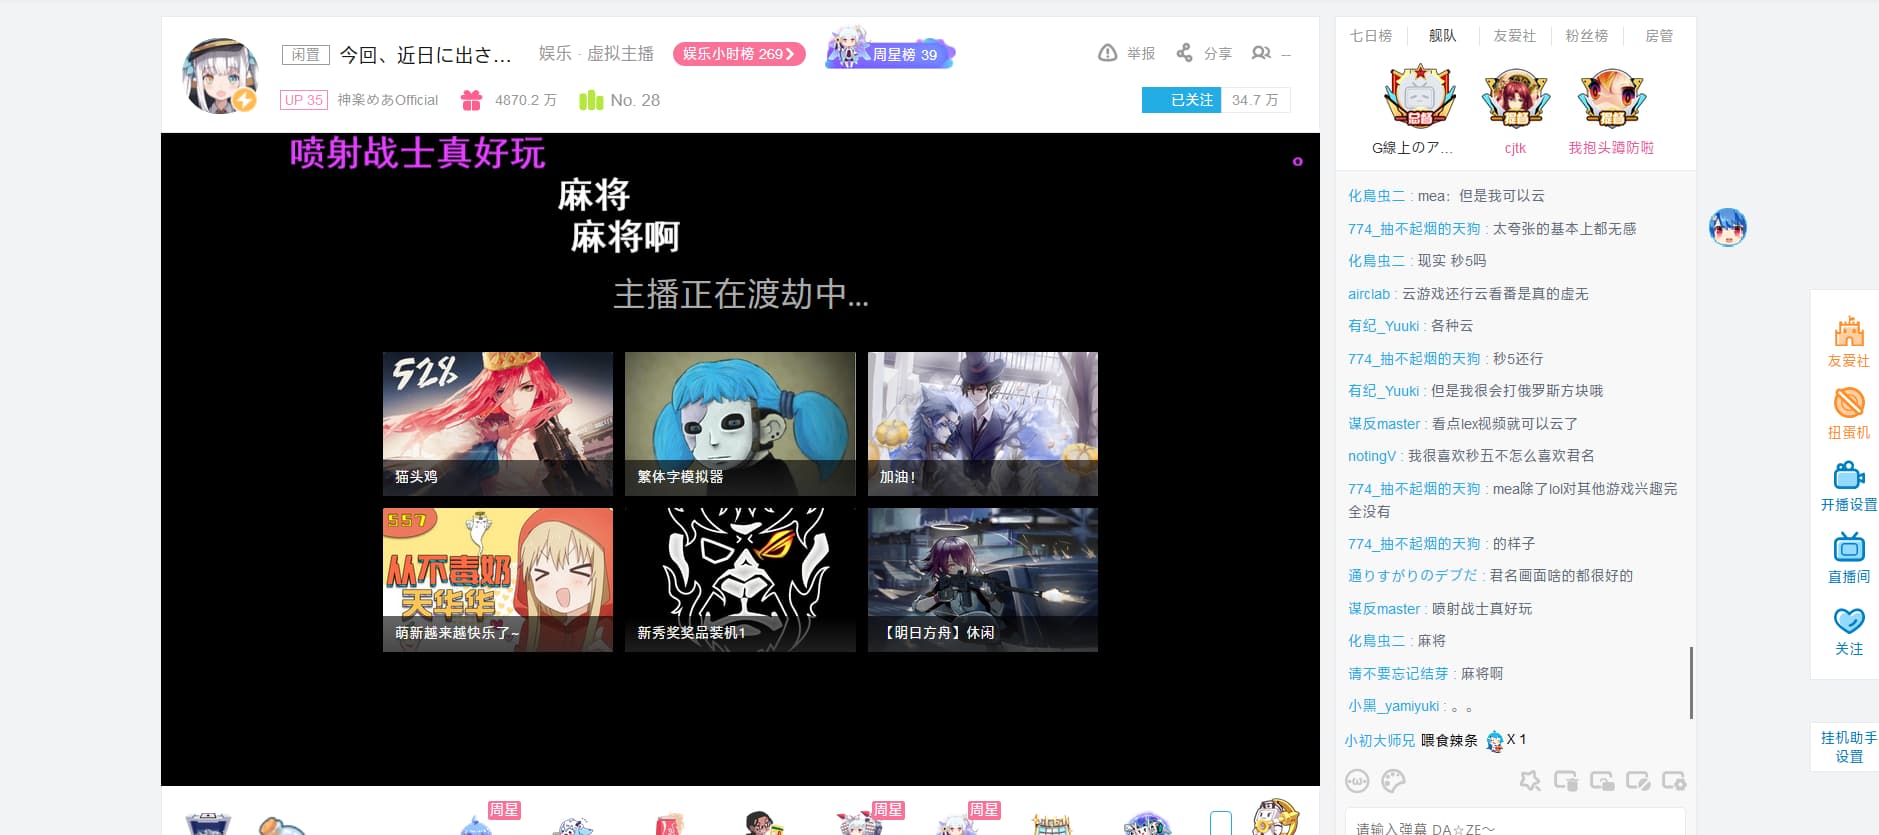 闲置 今回、近日に出さ... 娱乐 · 虚拟主播 娱乐小时榜 269 周星榜 39 举报 分享 --
UP 35 神楽めあOfficial 4870.2 万 No. 28 已关注 34.7 万
喷射战士真好玩
。
麻将
麻将啊
主播正在渡劫中...
528
猫头鸡
繁体字模拟器
加油！
557
从不毒奶
天华华
萌新越来越快乐了~
新秀奖奖品装机1
【明日方舟】休闲
周星
周星
周星
七日榜 舰队 友爱社 粉丝榜 房管
总督 提督 提督
G線上のア... cjtk 我抱头蹲防啦
化鳥虫二 : mea：但是我可以云
774_抽不起烟的天狗 : 太夸张的基本上都无感
化鳥虫二 : 现实 秒5吗
airclab : 云游戏还行云看番是真的虚无
有纪_Yuuki : 各种云
774_抽不起烟的天狗 : 秒5还行
有纪_Yuuki : 但是我很会打俄罗斯方块哦
谋反master : 看点lex视频就可以云了
notingV : 我很喜欢秒五不怎么喜欢君名
774_抽不起烟的天狗 : mea除了lol对其他游戏兴趣完
全没有
774_抽不起烟的天狗 : 的样子
通りすがりのデブだ : 君名画面啥的都很好的
谋反master : 喷射战士真好玩
化鳥虫二 : 麻将
请不要忘记结芽 : 麻将啊
小黑_yamiyuki : 。。
小初大师兄 喂食辣条 X 1
请输入弹幕 DA☆ZE～
友爱社
扭蛋机
开播设置
直播间
关注
挂机助手
设置